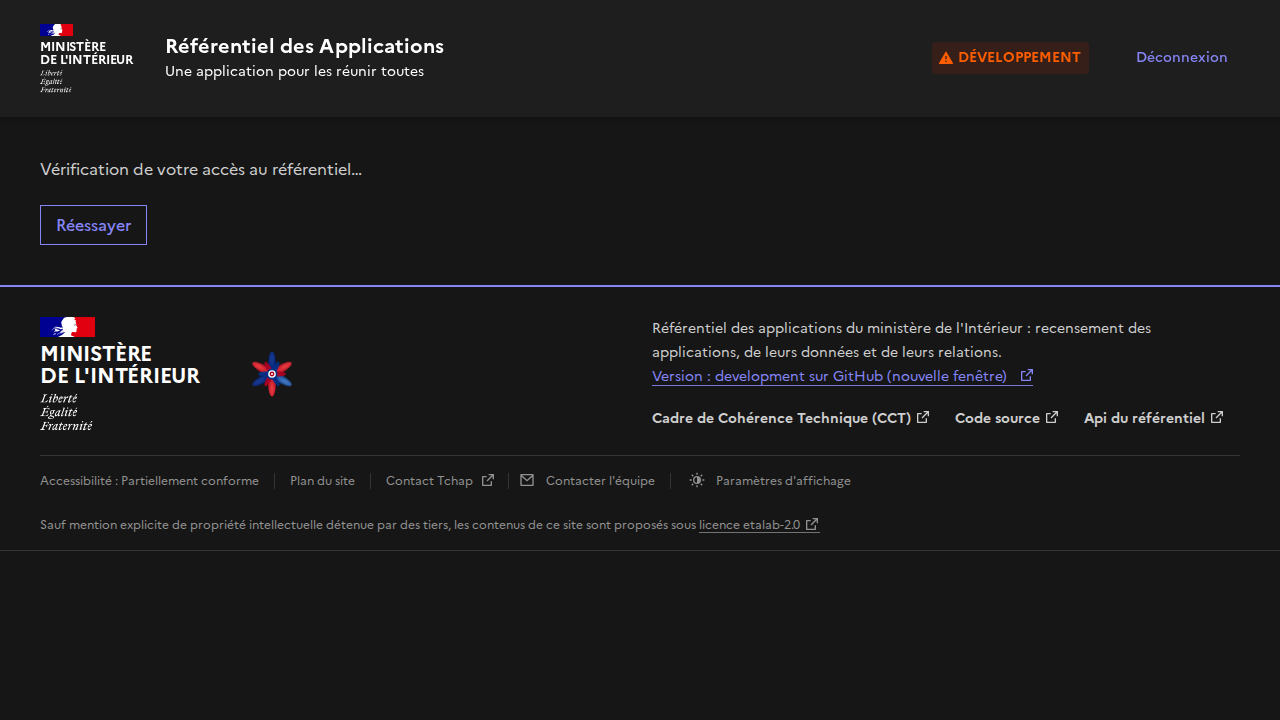 MINISTÈRE
DE L'INTÉRIEUR
Liberté
Égalité
Fraternité
Référentiel des Applications
Une application pour les réunir toutes
DÉVELOPPEMENT
Déconnexion
Vérification de votre accès au référentiel…
Réessayer
MINISTÈRE
DE L'INTÉRIEUR
Liberté
Égalité
Fraternité
Référentiel des applications du ministère de l'Intérieur : recensement des
applications, de leurs données et de leurs relations.
Version : development sur GitHub (nouvelle fenêtre)
Cadre de Cohérence Technique (CCT) Code source Api du référentiel
Accessibilité : Partiellement conforme Plan du site Contact Tchap Contacter l'équipe Paramètres d'affichage
Sauf mention explicite de propriété intellectuelle détenue par des tiers, les contenus de ce site sont proposés sous licence etalab-2.0